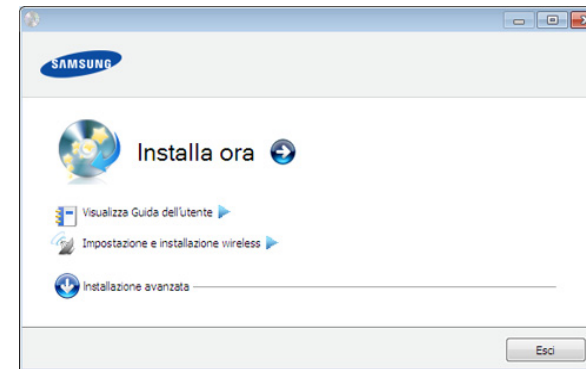 SAMSUNG
Installa ora
Visualizza Guida dell'utente
Impostazione e installazione wireless
Installazione avanzata
Esci